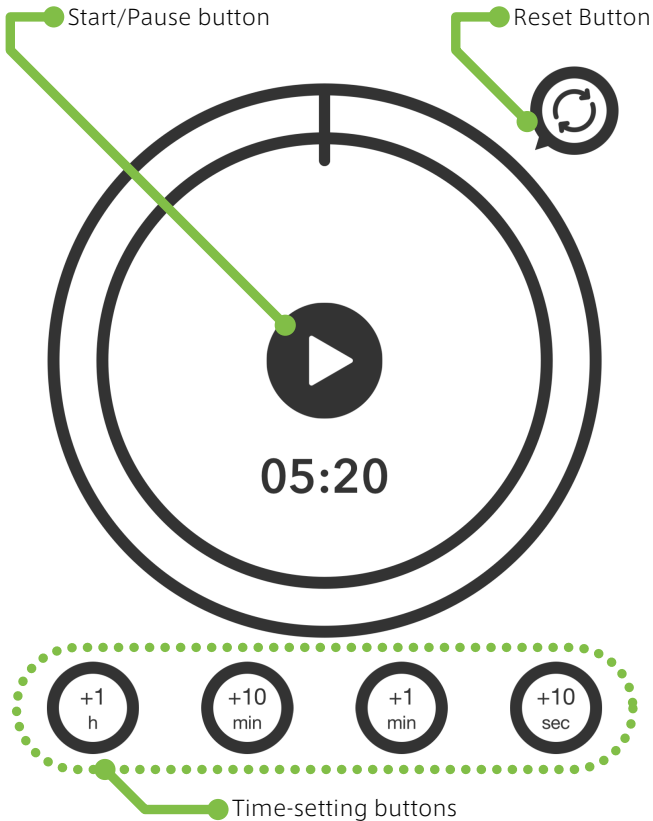 Start/Pause button
Reset Button
05:20
+1
h
+10
min
+1
min
+10
sec
Time-setting buttons